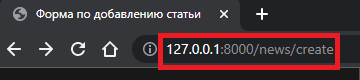 Форма по добавлению статьи
127.0.0.1:8000/news/create